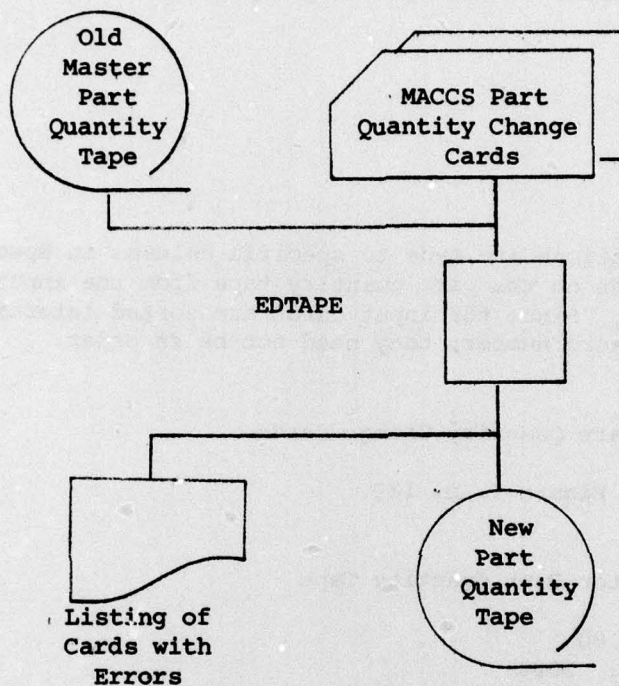 Old
Master
Part
Quantity
Tape
MACCS Part
Quantity Change
Cards
EDTAPE
Listing of
Cards with
Errors
New
Part
Quantity
Tape